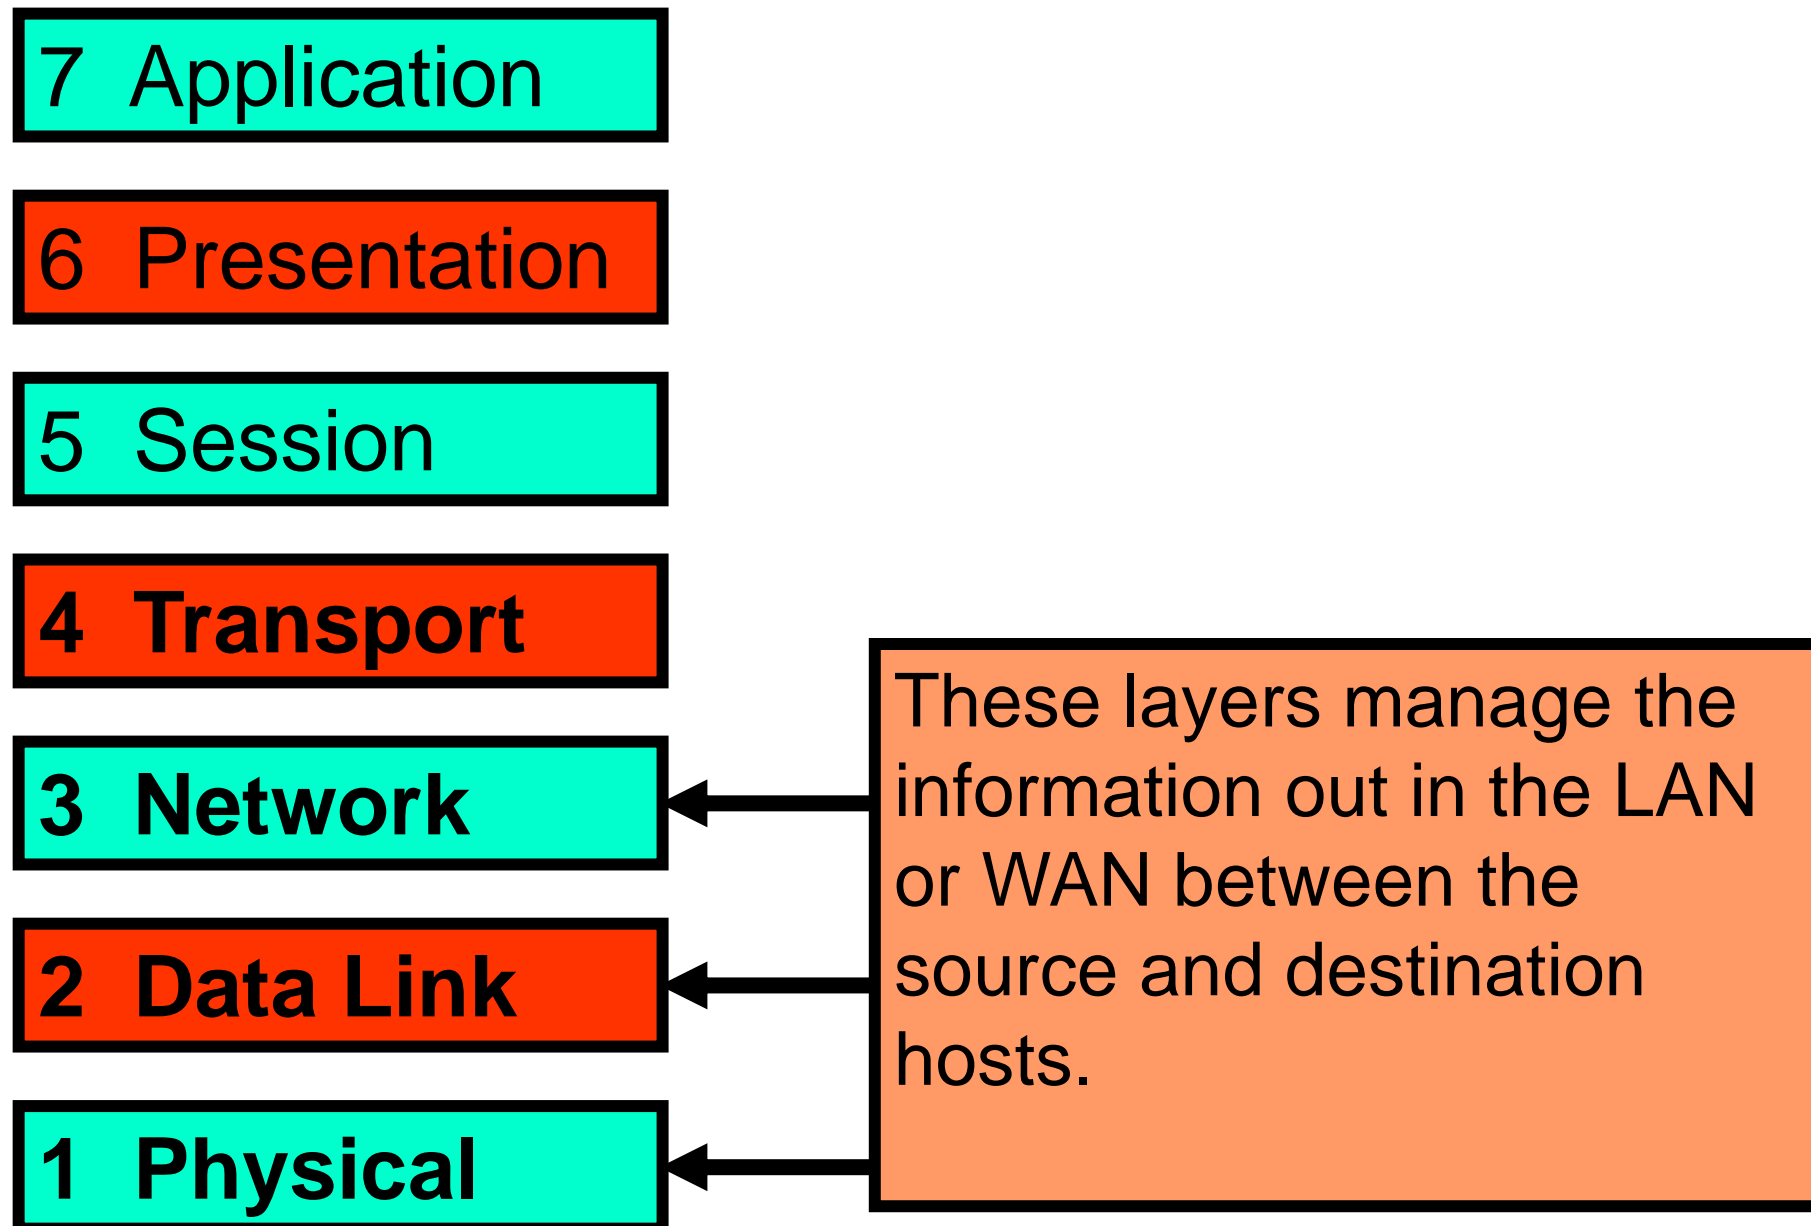 7 Application
6 Presentation
5 Session
4 Transport
3 Network
2 Data Link
1 Physical
These layers manage the
information out in the LAN
or WAN between the
source and destination
hosts.